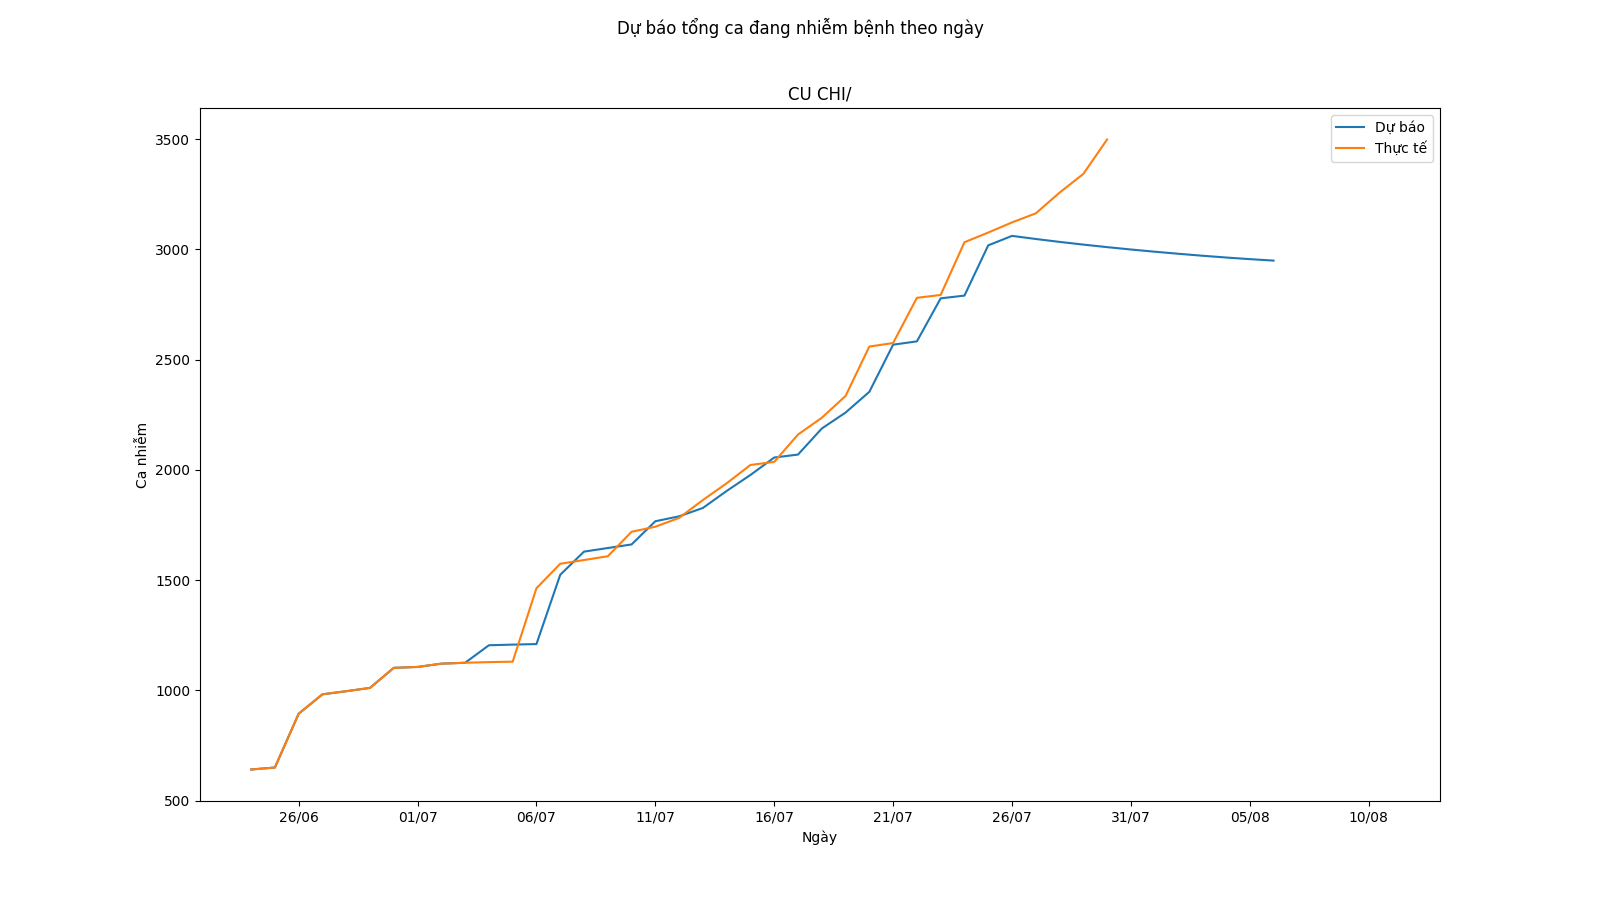 Dự báo tổng ca đang nhiễm bệnh theo ngày
CU CHI/
Dự báo
Thực tế
3500
3000
2500
2000
1500
1000
500
Ca nhiễm
26/06 01/07 06/07 11/07 16/07 21/07 26/07 31/07 05/08 10/08
Ngày